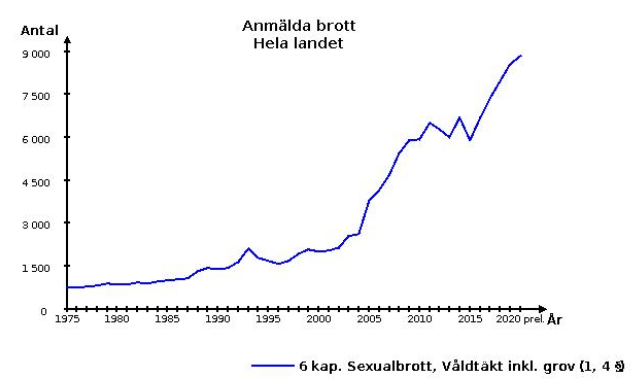 Anmälda brott
Hela landet
Antal
9 000
7 500
6 000
4 500
3 000
1 500
0
1975 1980 1985 1990 1995 2000 2005 2010 2015 2020 prel. År
6 kap. Sexualbrott, Våldtäkt inkl. grov (1, 4 §)